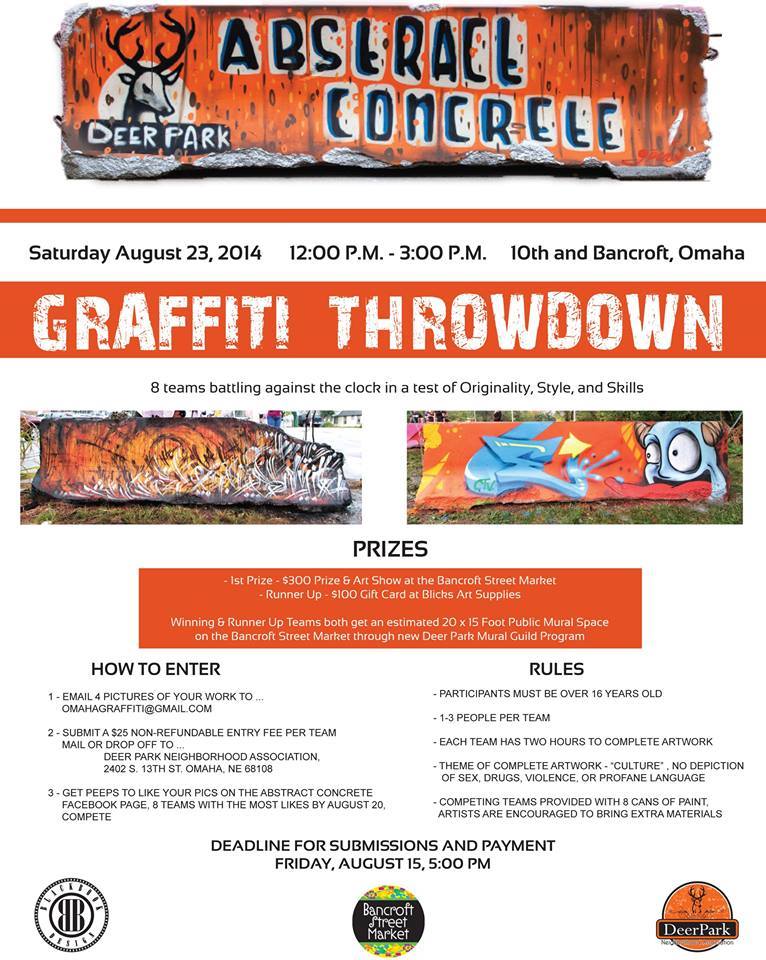 ABSTRACT
CONCRETE
DEER PARK
Saturday August 23, 2014 12:00 P.M. - 3:00 P.M. 10th and Bancroft, Omaha
GRAFFITI THROWDOWN
8 teams battling against the clock in a test of Originality, Style, and Skills
PRIZES
- 1st Prize - $300 Prize & Art Show at the Bancroft Street Market
- Runner Up - $100 Gift Card at Blicks Art Supplies
Winning & Runner Up Teams both get an estimated 20 x 15 Foot Public Mural Space
on the Bancroft Street Market through new Deer Park Mural Guild Program
HOW TO ENTER
1 - EMAIL 4 PICTURES OF YOUR WORK TO ...
OMAHAGRAFFITI@GMAIL.COM
2 - SUBMIT A $25 NON-REFUNDABLE ENTRY FEE PER TEAM
MAIL OR DROP OFF TO ...
DEER PARK NEIGHBORHOOD ASSOCIATION,
2402 S. 13TH ST. OMAHA, NE 68108
3 - GET PEEPS TO LIKE YOUR PICS ON THE ABSTRACT CONCRETE
FACEBOOK PAGE, 8 TEAMS WITH THE MOST LIKES BY AUGUST 20,
COMPETE
RULES
- PARTICIPANTS MUST BE OVER 16 YEARS OLD
- 1-3 PEOPLE PER TEAM
- EACH TEAM HAS TWO HOURS TO COMPLETE ARTWORK
- THEME OF COMPLETE ARTWORK - “CULTURE” , NO DEPICTION
OF SEX, DRUGS, VIOLENCE, OR PROFANE LANGUAGE
- COMPETING TEAMS PROVIDED WITH 8 CANS OF PAINT,
ARTISTS ARE ENCOURAGED TO BRING EXTRA MATERIALS
DEADLINE FOR SUBMISSIONS AND PAYMENT
FRIDAY, AUGUST 15, 5:00 PM
BLACKBOOK
DESIGN
Bancroft
Street
Market
DeerPark
Neighborhood Association